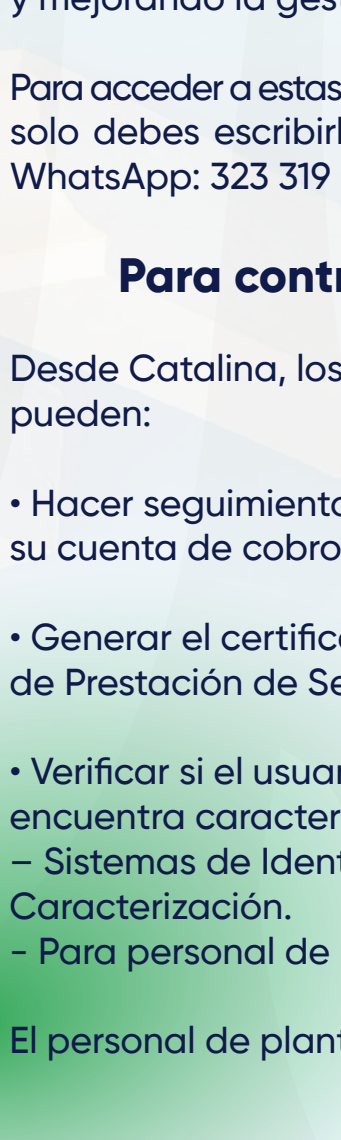 y mejorando la gest
Para acceder a estas
solo debes escribirl
WhatsApp: 323 319
Para contr
Desde Catalina, los
pueden:
• Hacer seguimiento
su cuenta de cobro
• Generar el certific
de Prestación de Se
• Verificar si el usuar
encuentra caracter
– Sistemas de Ident
Caracterización.
- Para personal de
El personal de plant